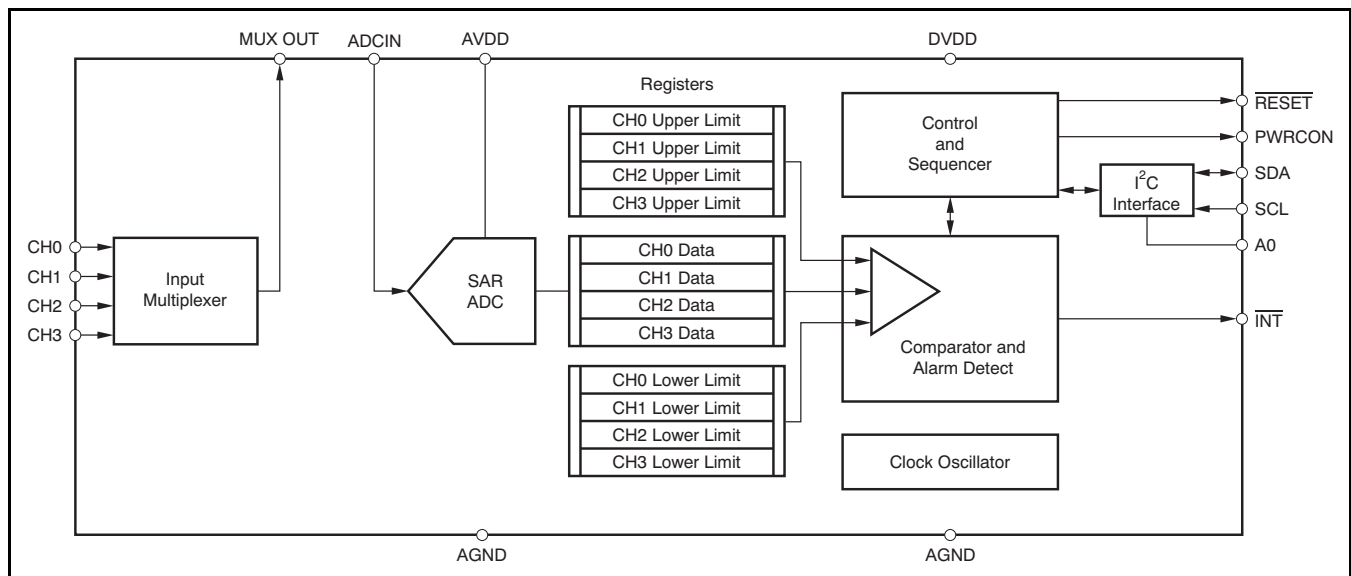 MUX OUT
ADCIN
AVDD
DVDD
Registers
CH0 Upper Limit
CH1 Upper Limit
CH2 Upper Limit
CH3 Upper Limit
Control
and
Sequencer
RESET
PWRCON
SDA
SCL
A0
I²C
Interface
CH0
CH1
CH2
CH3
Input
Multiplexer
SAR
ADC
CH0 Data
CH1 Data
CH2 Data
CH3 Data
Comparator and
Alarm Detect
INT
CH0 Lower Limit
CH1 Lower Limit
CH2 Lower Limit
CH3 Lower Limit
Clock Oscillator
AGND
AGND